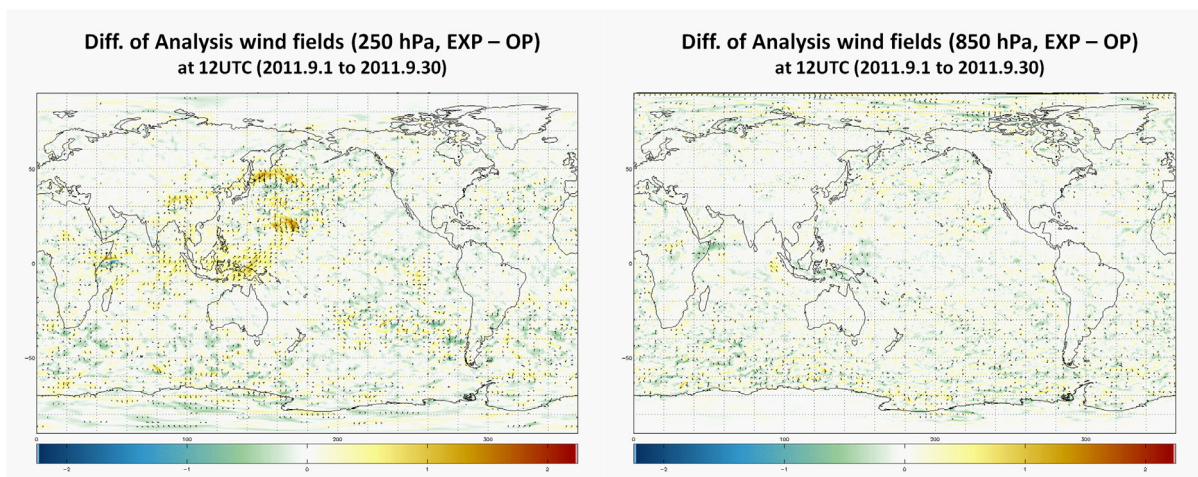 Diff. of Analysis wind fields (250 hPa, EXP – OP)
at 12UTC (2011.9.1 to 2011.9.30)
50
0
−50
0 100 200 300
−2 −1 0 1 2
Diff. of Analysis wind fields (850 hPa, EXP – OP)
at 12UTC (2011.9.1 to 2011.9.30)
50
0
−50
0 100 200 300
−2 −1 0 1 2